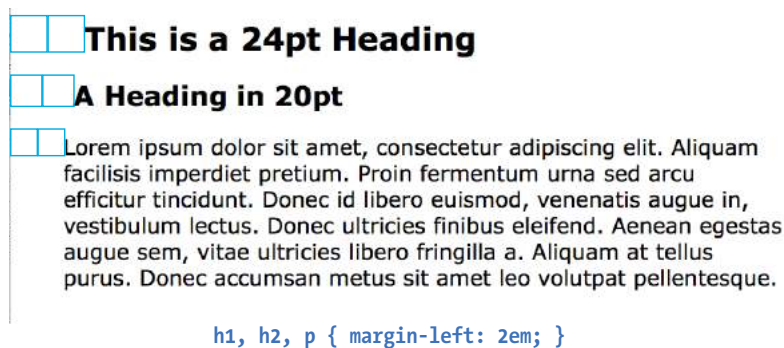 This is a 24pt Heading
A Heading in 20pt
Lorem ipsum dolor sit amet, consectetur adipiscing elit. Aliquam
facilisis imperdiet pretium. Proin fermentum urna sed arcu
efficitur tincidunt. Donec id libero euismod, venenatis augue in,
vestibulum lectus. Donec ultricies finibus eleifend. Aenean egestas
augue sem, vitae ultricies libero fringilla a. Aliquam at tellus
purus. Donec accumsan metus sit amet leo volutpat pellentesque.
h1, h2, p { margin-left: 2em; }